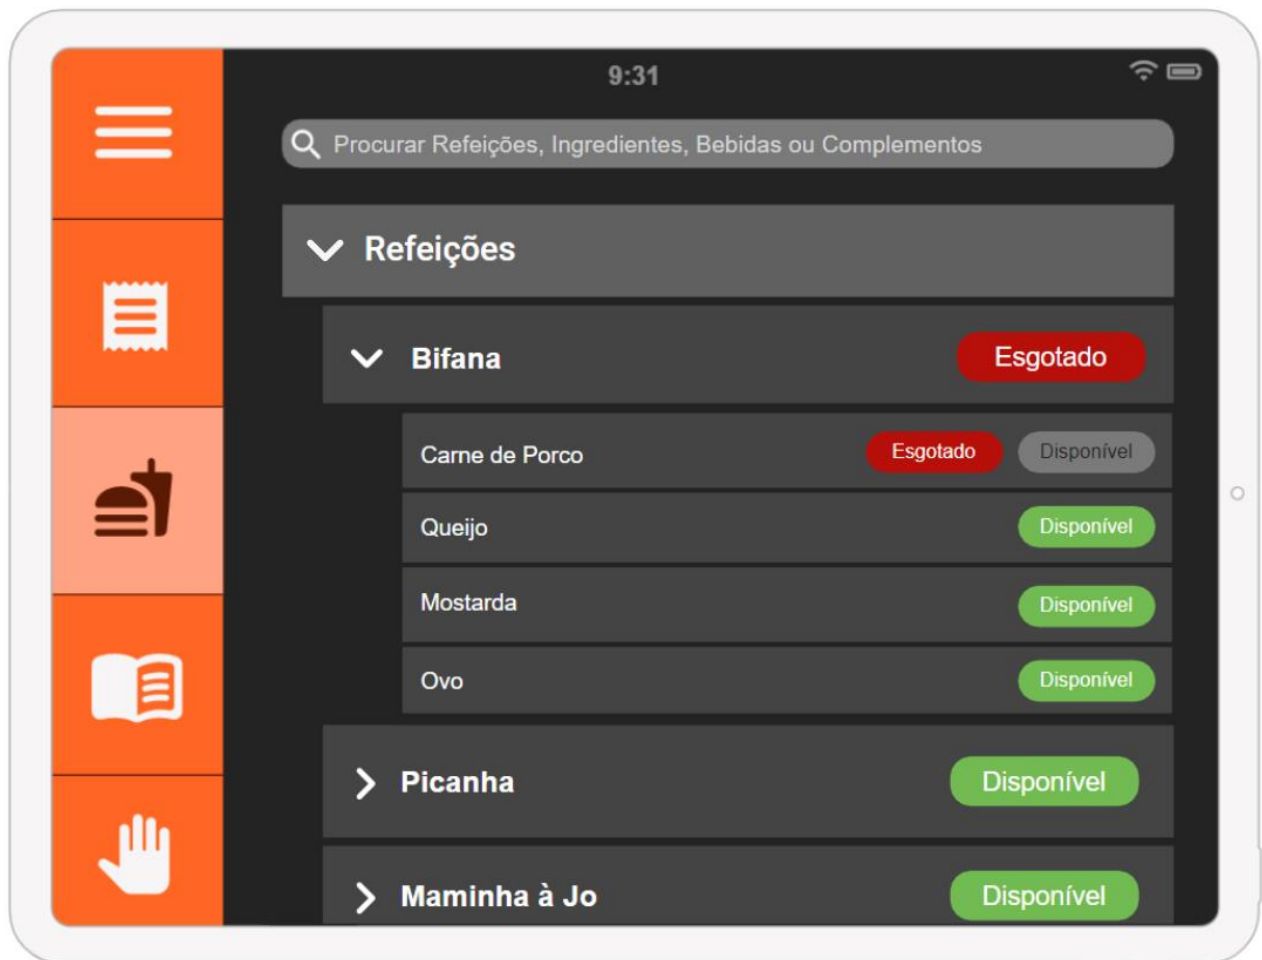 9:31
Procurar Refeições, Ingredientes, Bebidas ou Complementos
Refeições
Bifana Esgotado
Carne de Porco Esgotado Disponível
Queijo Disponível
Mostarda Disponível
Ovo Disponível
Picanha Disponível
Maminha à Jo Disponível